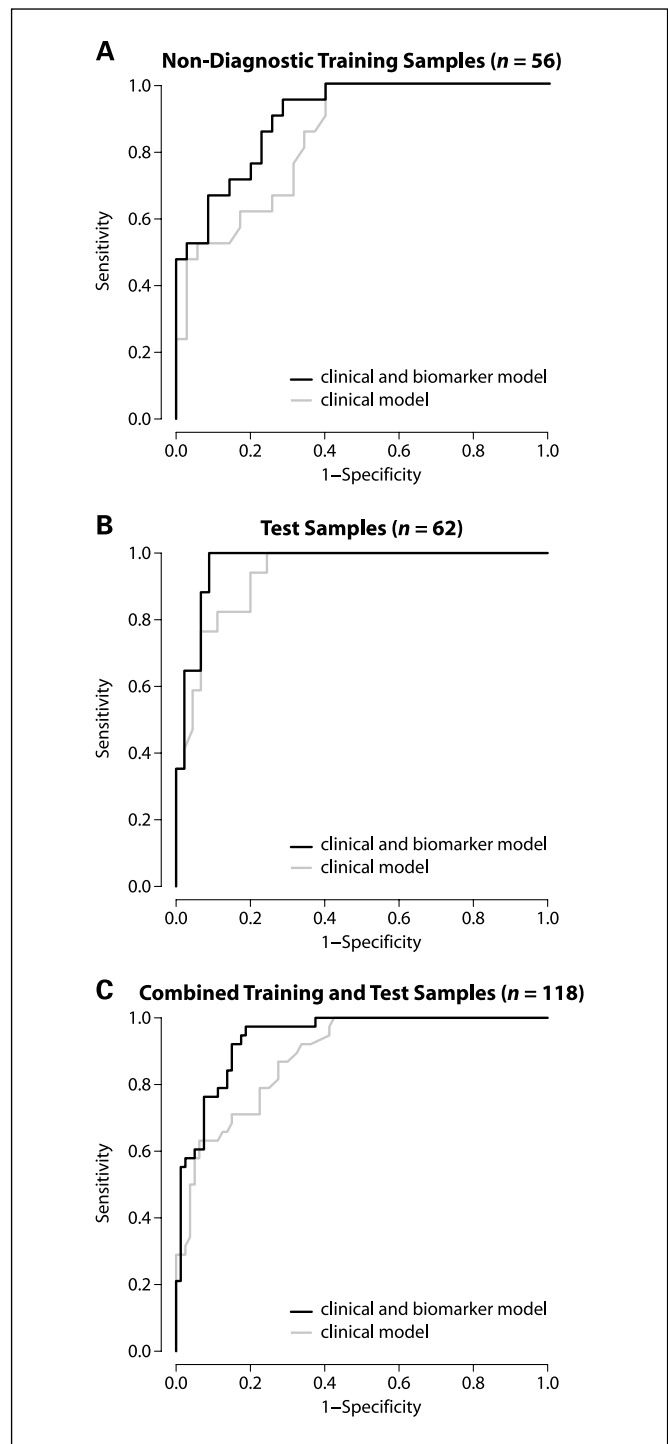 A
Non-Diagnostic Training Samples (n = 56)
1.0
0.8
0.6
0.4
0.2
0.0
Sensitivity
clinical and biomarker model
clinical model
0.0 0.2 0.4 0.6 0.8 1.0
1–Specificity
B
Test Samples (n = 62)
1.0
0.8
0.6
0.4
0.2
0.0
Sensitivity
clinical and biomarker model
clinical model
0.0 0.2 0.4 0.6 0.8 1.0
1–Specificity
C
Combined Training and Test Samples (n = 118)
1.0
0.8
0.6
0.4
0.2
0.0
Sensitivity
clinical and biomarker model
clinical model
0.0 0.2 0.4 0.6 0.8 1.0
1–Specificity